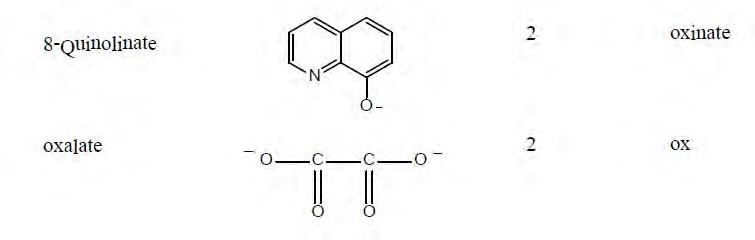 8-Quinolinate N O- 2 oxinate
oxalate -O C C O- 2 ox
O O